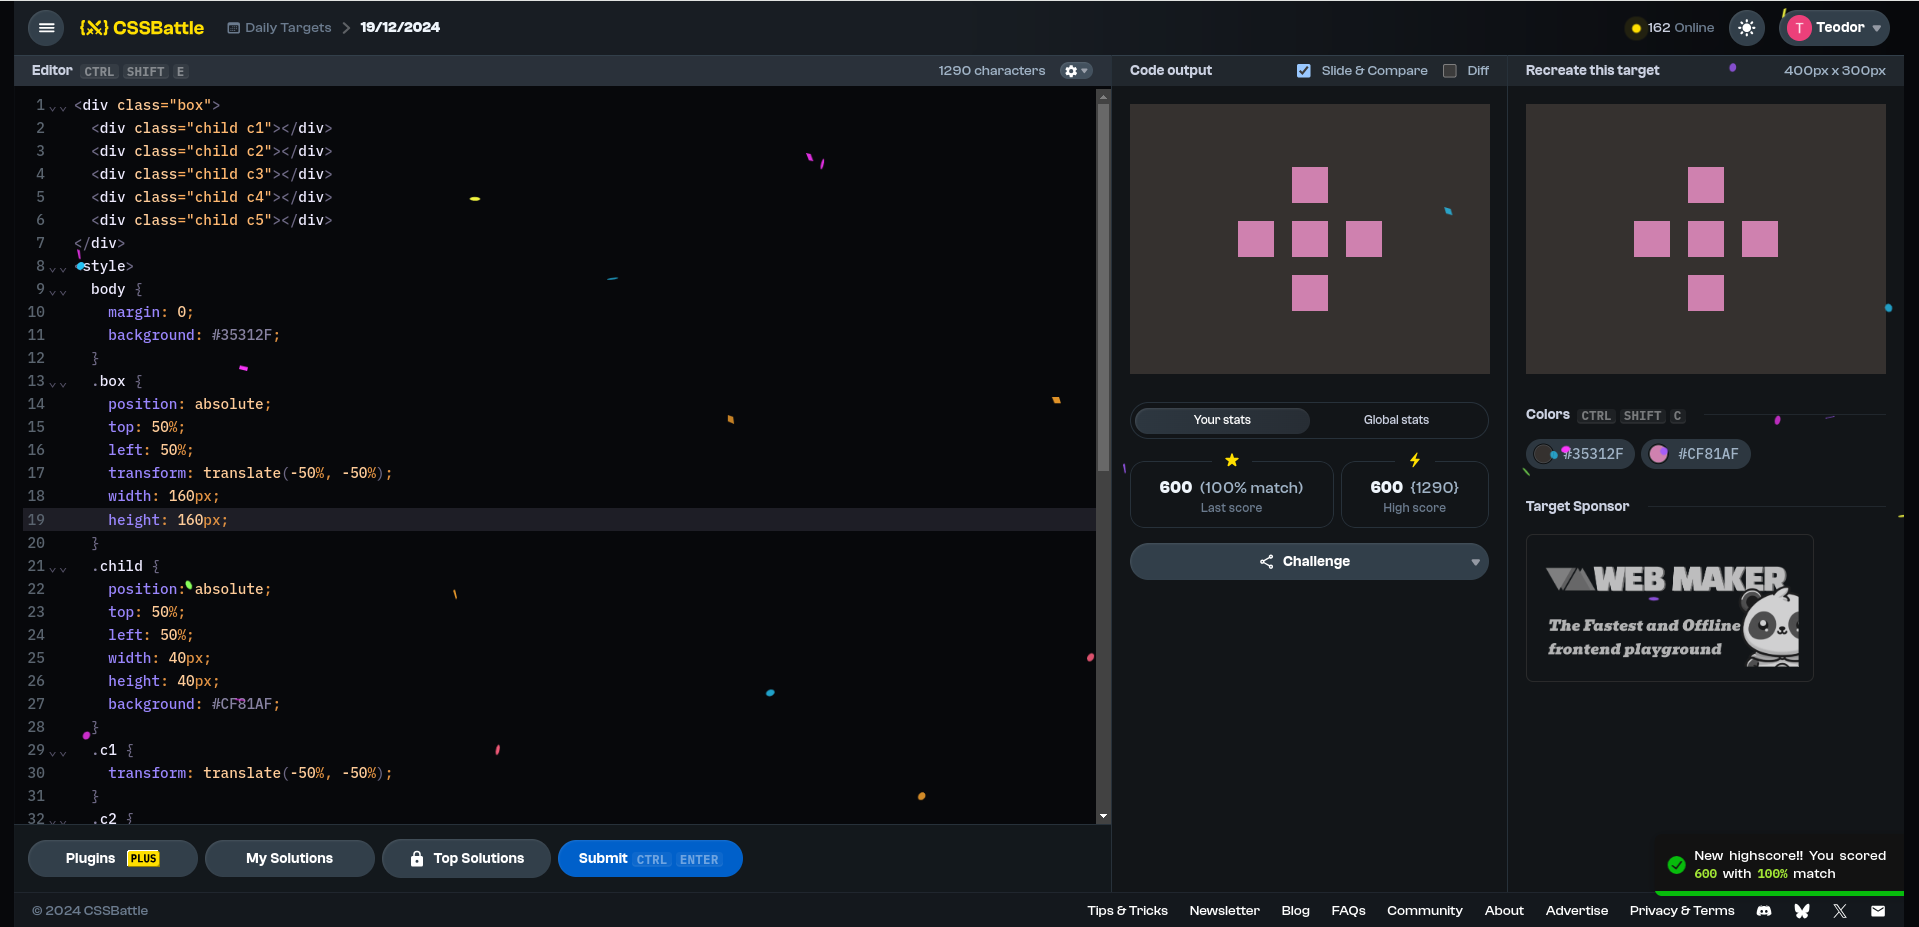 CSSBattle
Daily Targets
19/12/2024
162 Online
T
Teodor
Editor CTRL SHIFT E
1290 characters
Code output
Slide & Compare
Diff
Recreate this target
400px x 300px
1 <div class="box">
2 <div class="child c1"></div>
3 <div class="child c2"></div>
4 <div class="child c3"></div>
5 <div class="child c4"></div>
6 <div class="child c5"></div>
7 </div>
8 <style>
9 body {
10 margin: 0;
11 background: #35312F;
12 }
13 .box {
14 position: absolute;
15 top: 50%;
16 left: 50%;
17 transform: translate(-50%, -50%);
18 width: 160px;
19 height: 160px;
20 }
21 .child {
22 position: absolute;
23 top: 50%;
24 left: 50%;
25 width: 40px;
26 height: 40px;
27 background: #CF81AF;
28 }
29 .c1 {
30 transform: translate(-50%, -50%);
31 }
32 .c2 {
Your stats
Global stats
600 (100% match)
Last score
600 {1290}
High score
Challenge
Colors CTRL SHIFT C
#35312F
#CF81AF
Target Sponsor
WEB MAKER
The Fastest and Offline
frontend playground
Plugins PLUS
My Solutions
Top Solutions
Submit CTRL ENTER
New highscore!! You scored
600 with 100% match
© 2024 CSSBattle
Tips & Tricks
Newsletter
Blog
FAQs
Community
About
Advertise
Privacy & Terms